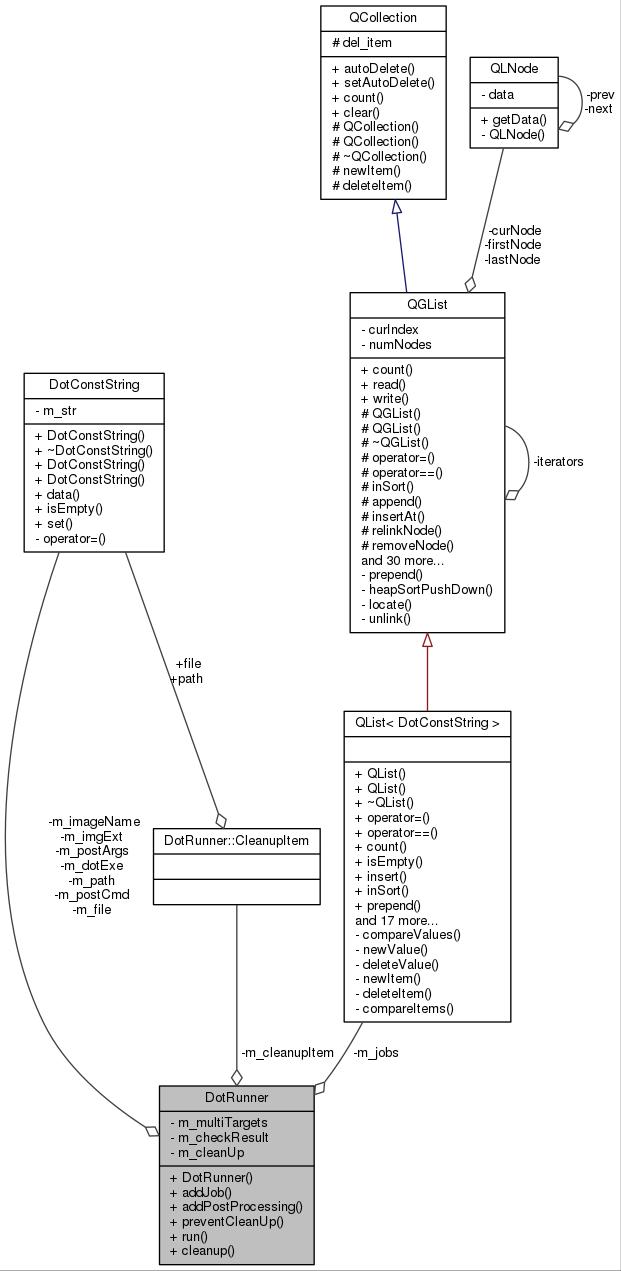 QCollection
# del_item
+ autoDelete()
+ setAutoDelete()
+ count()
+ clear()
# QCollection()
# QCollection()
# ~QCollection()
# newItem()
# deleteItem()
QLNode
- data
+ getData()
- QLNode()
-prev
-next
-curNode
-firstNode
-lastNode
QGList
- curIndex
- numNodes
+ count()
+ read()
+ write()
# QGList()
# QGList()
# ~QGList()
# operator=()
# operator==()
# inSort()
# append()
# insertAt()
# relinkNode()
# removeNode()
and 30 more...
- prepend()
- heapSortPushDown()
- locate()
- unlink()
-iterators
DotConstString
- m_str
+ DotConstString()
+ ~DotConstString()
+ DotConstString()
+ DotConstString()
+ data()
+ isEmpty()
+ set()
- operator=()
+file
+path
QList< DotConstString >
+ QList()
+ QList()
+ ~QList()
+ operator=()
+ operator==()
+ count()
+ isEmpty()
+ insert()
+ inSort()
+ prepend()
and 17 more...
- compareValues()
- newValue()
- deleteValue()
- newItem()
- deleteItem()
- compareItems()
-m_imageName
-m_imgExt
-m_postArgs
-m_dotExe
-m_path
-m_postCmd
-m_file
DotRunner::CleanupItem
-m_cleanupItem
-m_jobs
DotRunner
- m_multiTargets
- m_checkResult
- m_cleanUp
+ DotRunner()
+ addJob()
+ addPostProcessing()
+ preventCleanUp()
+ run()
+ cleanup()